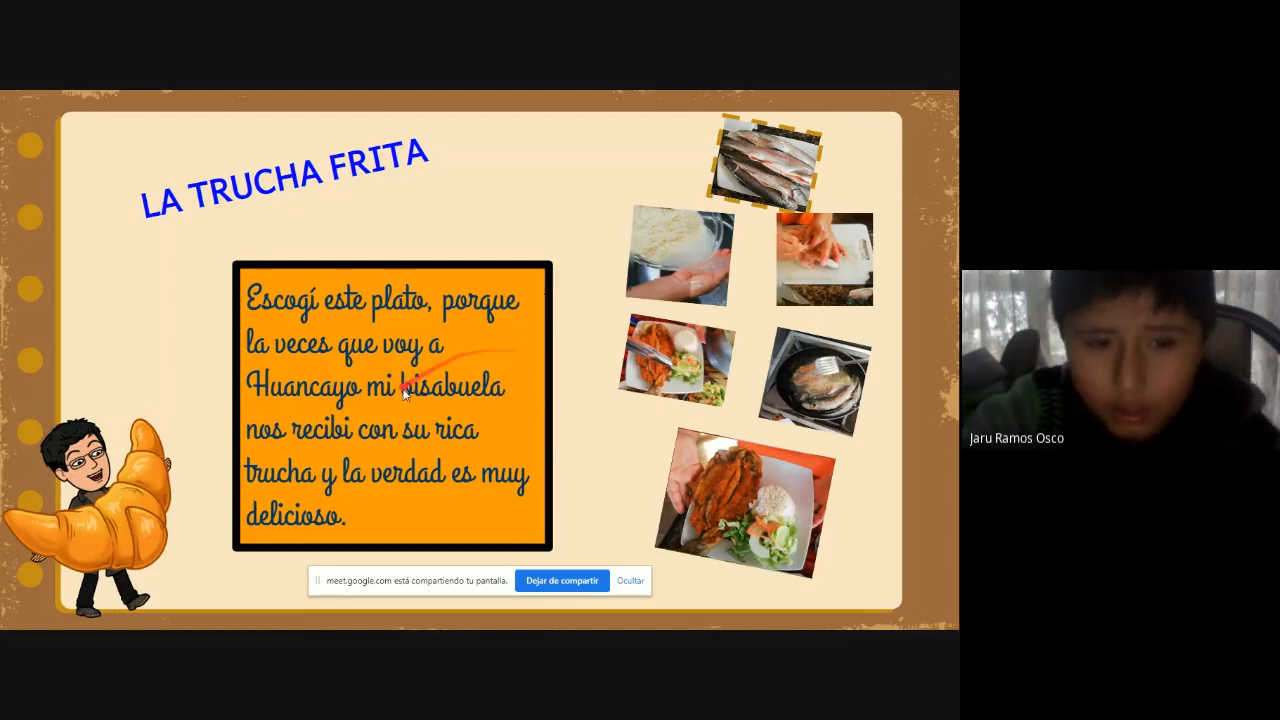 LA TRUCHA FRITA
Escogí este plato, porque
la veces que voy a
Huancayo mi bisabuela
nos recibi con su rica
trucha y la verdad es muy
delicioso.
meet.google.com está compartiendo tu pantalla.
Dejar de compartir
Ocultar
Jaru Ramos Osco